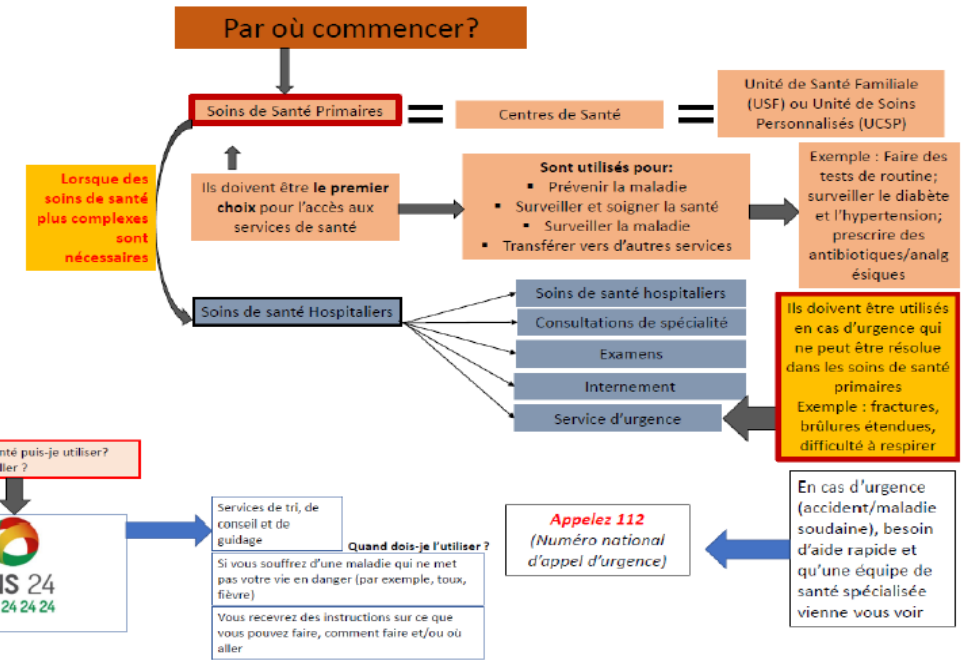 Par où commencer?
Soins de Santé Primaires
Centres de Santé
Unité de Santé Familiale
(USF) ou Unité de Soins
Personnalisés (UCSP)
Lorsque des
soins de santé
plus complexes
sont
nécessaires
Ils doivent être le premier
choix pour l'accès aux
services de santé
Sont utilisés pour:
▪ Prévenir la maladie
▪ Surveiller et soigner la santé
▪ Surveiller la maladie
▪ Transférer vers d'autres services
Exemple : Faire des
tests de routine;
surveiller le diabète
et l'hypertension;
prescrire des
antibiotiques/analg
ésiques
Soins de santé Hospitaliers
Soins de santé hospitaliers
Consultations de spécialité
Examens
Internement
Service d'urgence
Ils doivent être utilisés
en cas d'urgence qui
ne peut être résolue
dans les soins de santé
primaires
Exemple : fractures,
brûlures étendues,
difficulté à respirer
nté puis-je utiliser?
ller ?
NS 24
24 24 24
Services de tri, de
conseil et de
guidage
Quand dois-je l'utiliser ?
Si vous souffrez d'une maladie qui ne met
pas votre vie en danger (par exemple, toux,
fièvre)
Vous recevrez des instructions sur ce que
vous pouvez faire, comment faire et/ou où
aller
Appelez 112
(Numéro national
d'appel d'urgence)
En cas d'urgence
(accident/maladie
soudaine), besoin
d'aide rapide et
qu'une équipe de
santé spécialisée
vienne vous voir